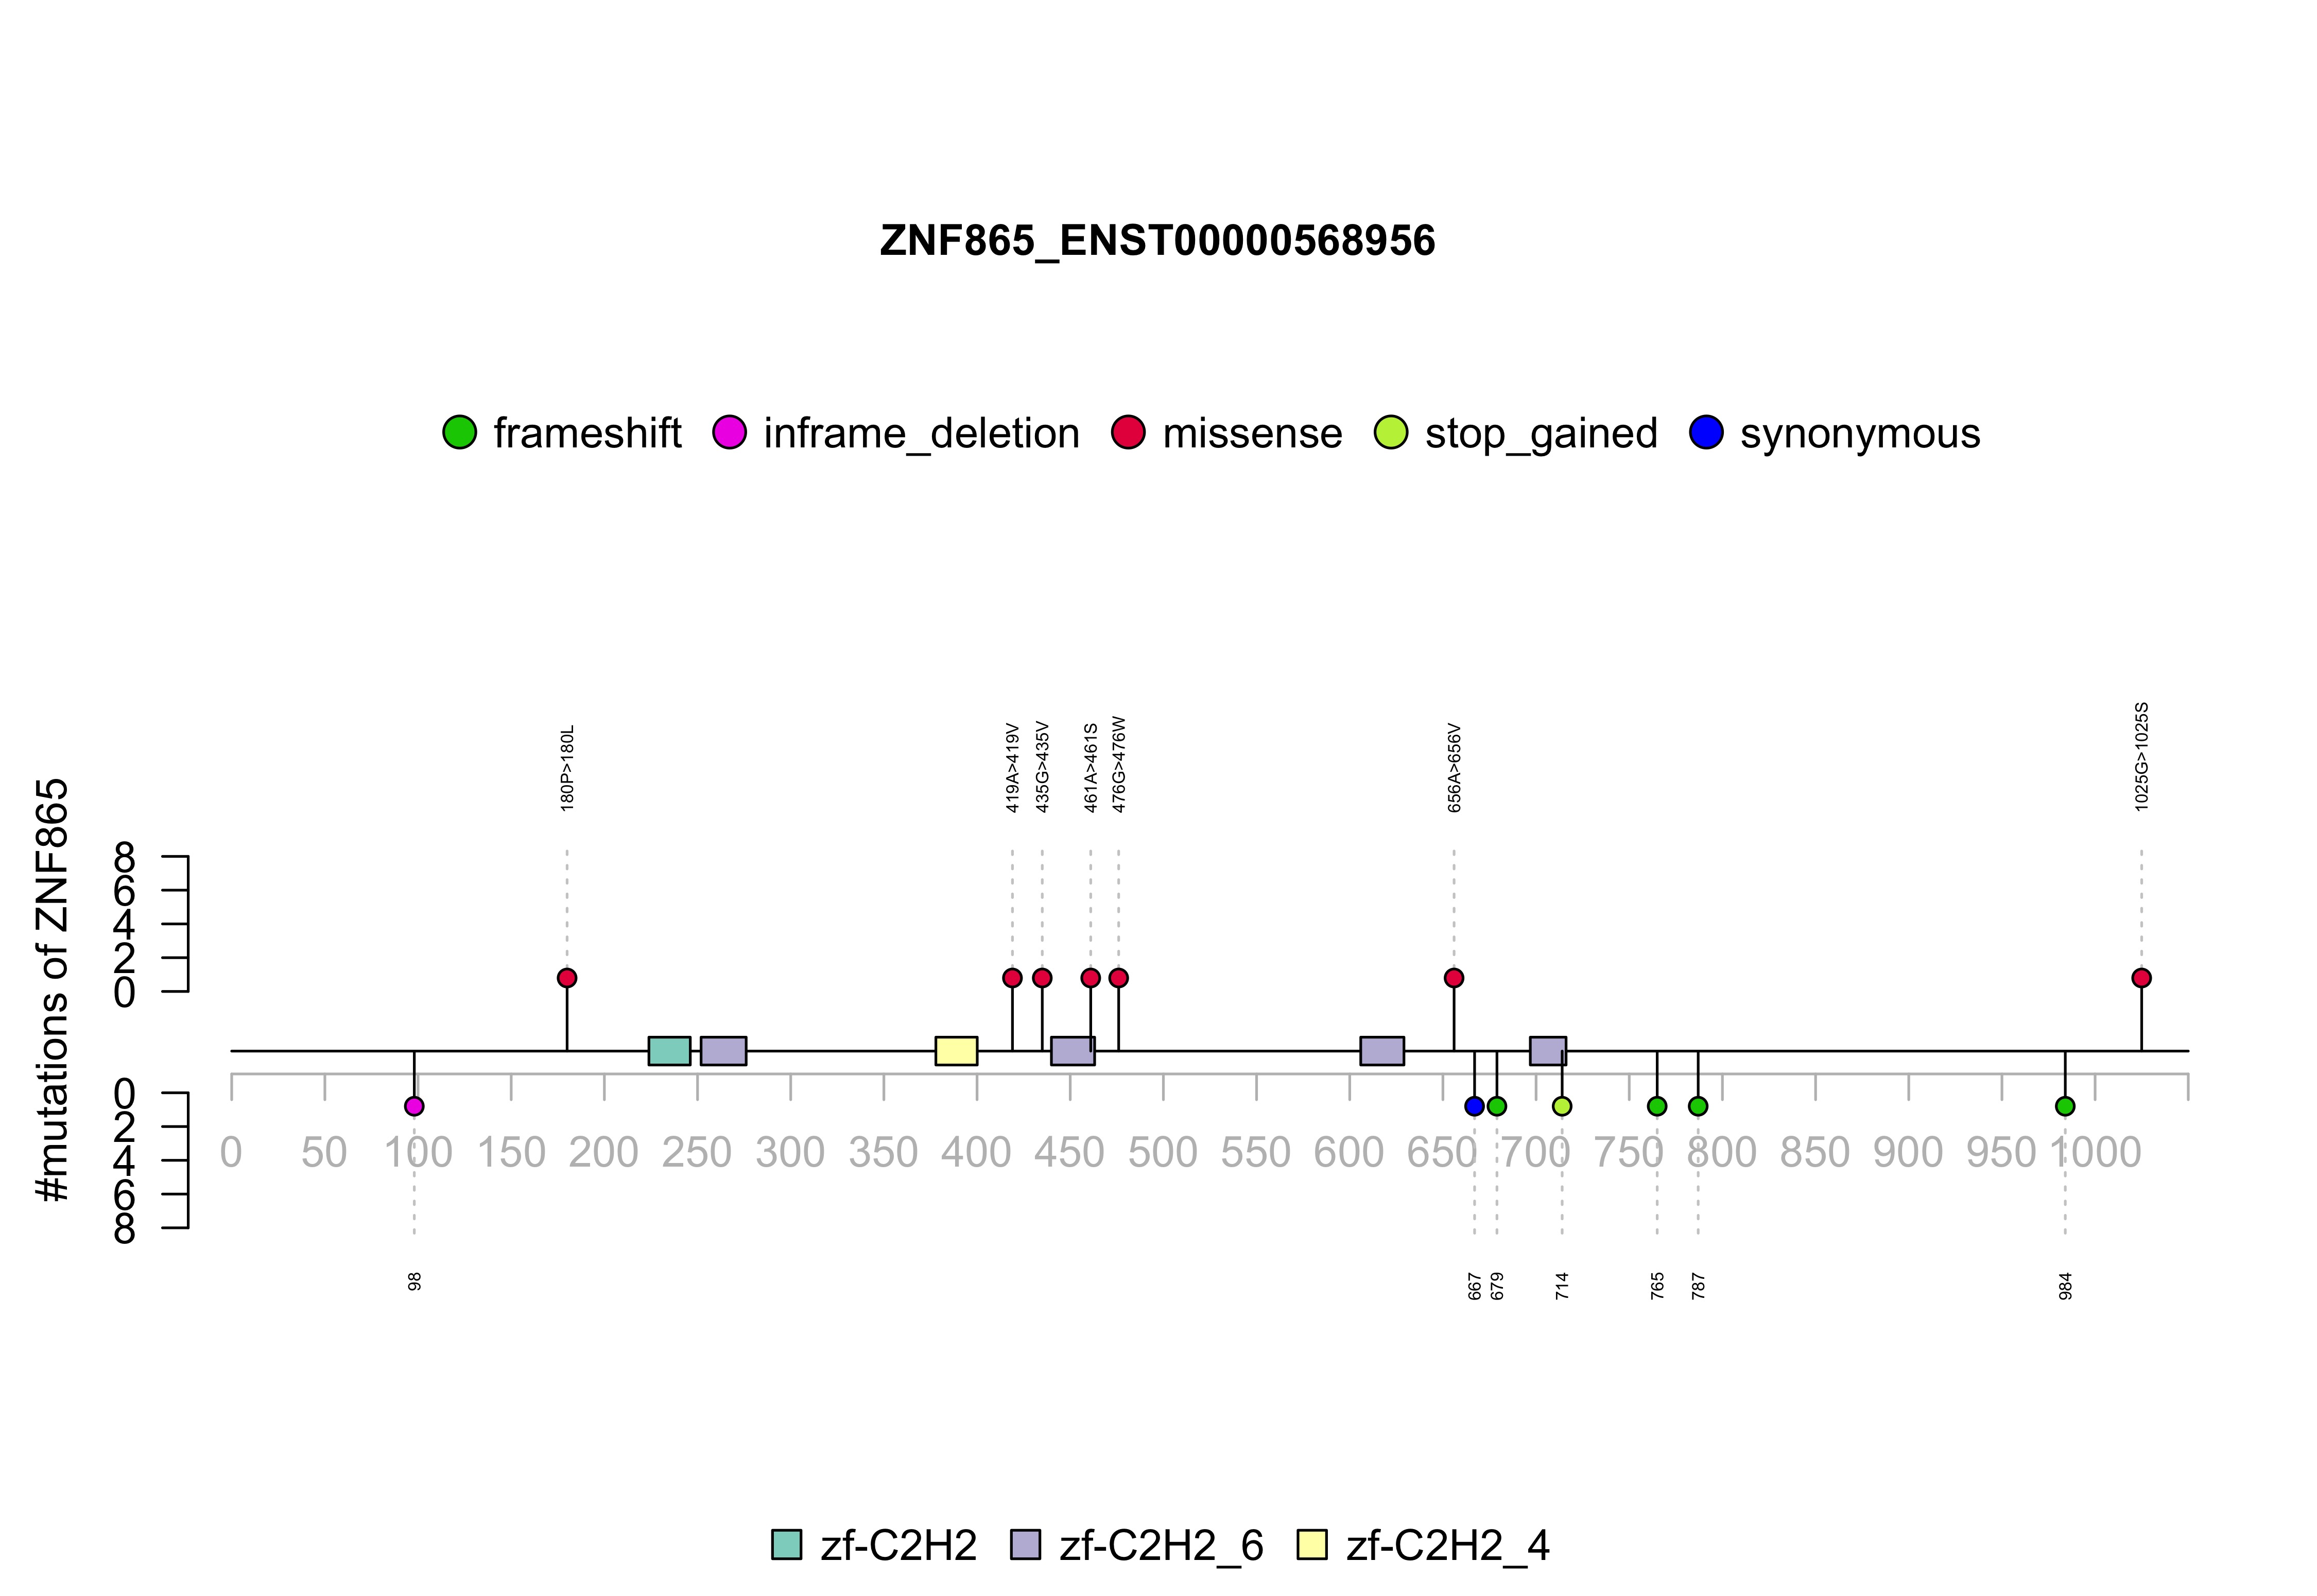 ZNF865_ENST00000568956
frameshift inframe_deletion missense stop_gained synonymous
180P>180L 419A>419V 435G>435V 461A>461S 476G>476W 656A>656V 1025G>1025S
#mutations of ZNF865
8
6
4
2
0
0
2
4
6
8
0 50 100 150 200 250 300 350 400 450 500 550 600 650 700 750 800 850 900 950 1000
98 667 679 714 765 787 984
zf-C2H2 zf-C2H2_6 zf-C2H2_4